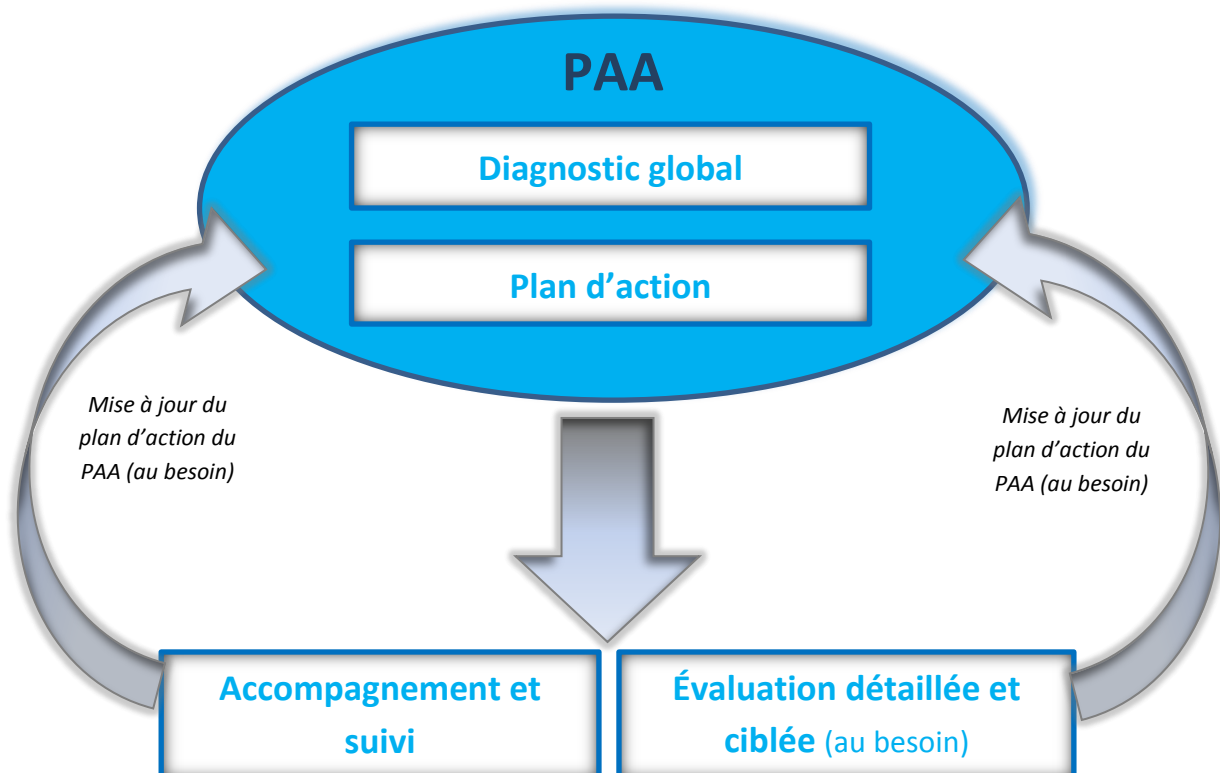 PAA
Diagnostic global
Plan d’action
Mise à jour du
plan d’action du
PAA (au besoin)
Mise à jour du
plan d’action du
PAA (au besoin)
Accompagnement et
suivi
Évaluation détaillée et
ciblée (au besoin)